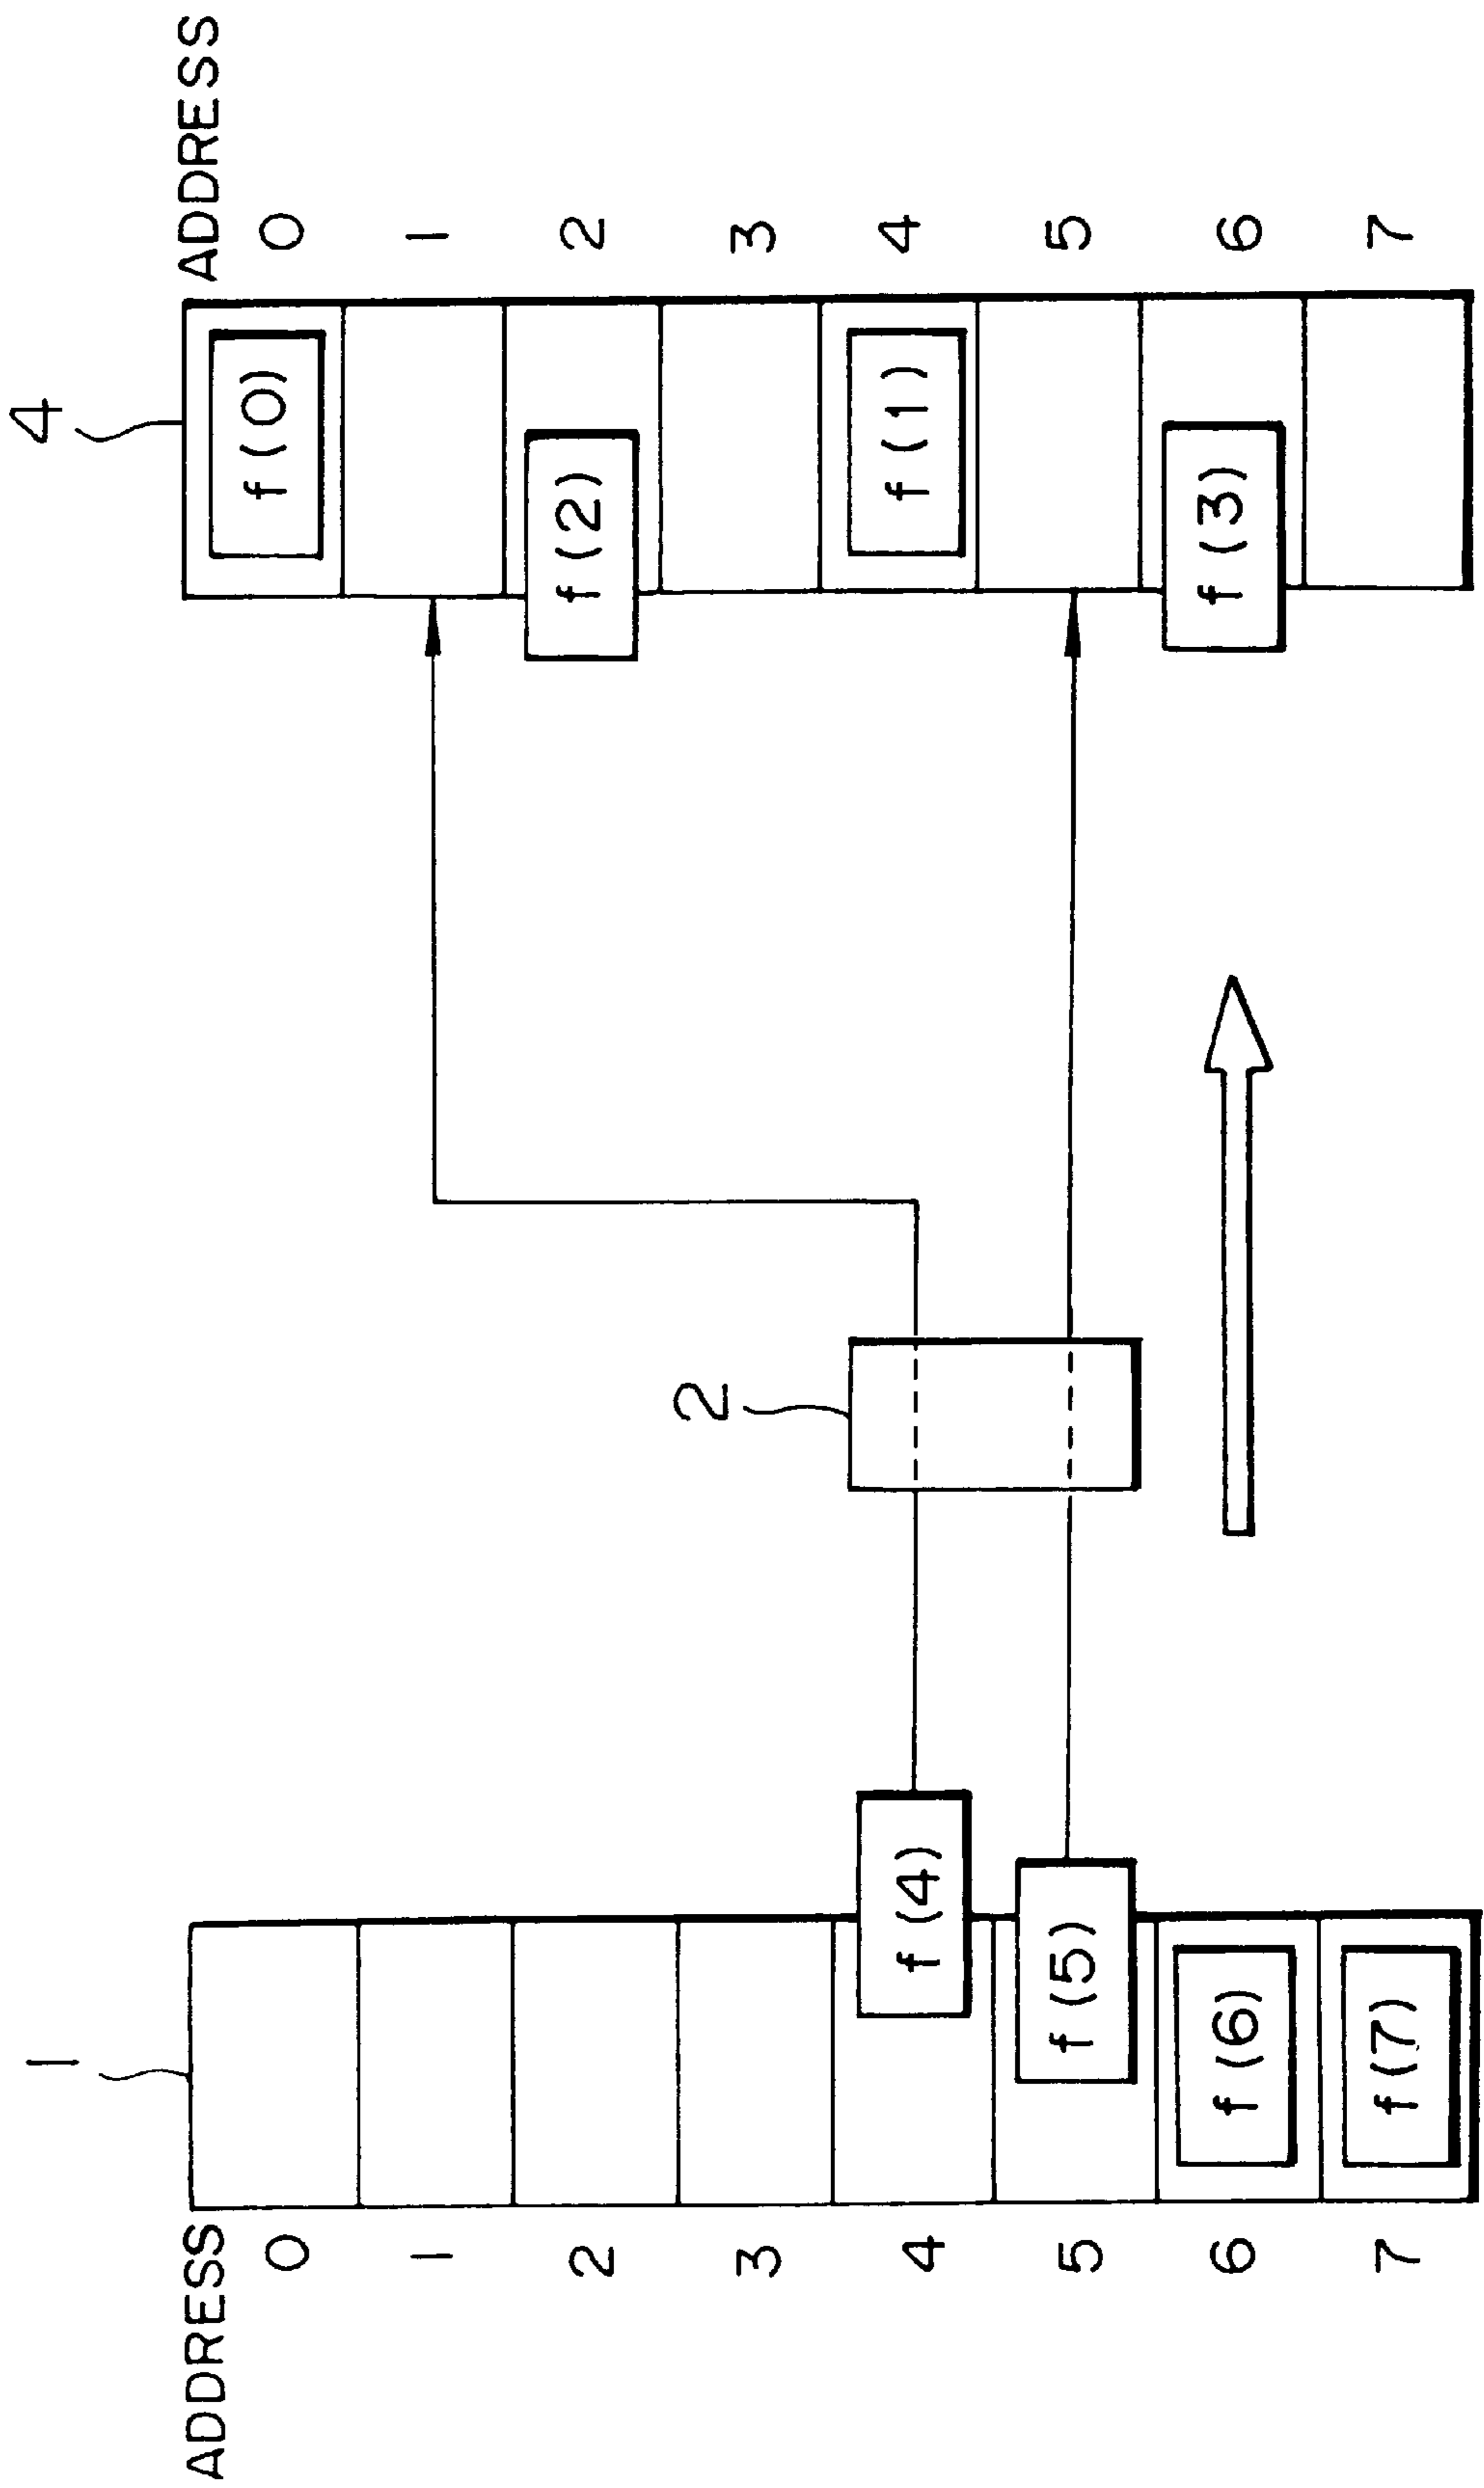 1
ADDRESS
0
1
2
3
4 f(4)
5 f(5)
6 f(6)
7 f(7)
2
4
ADDRESS
f(0) 0
1
f(2) 2
3
f(1) 4
5
f(3) 6
7